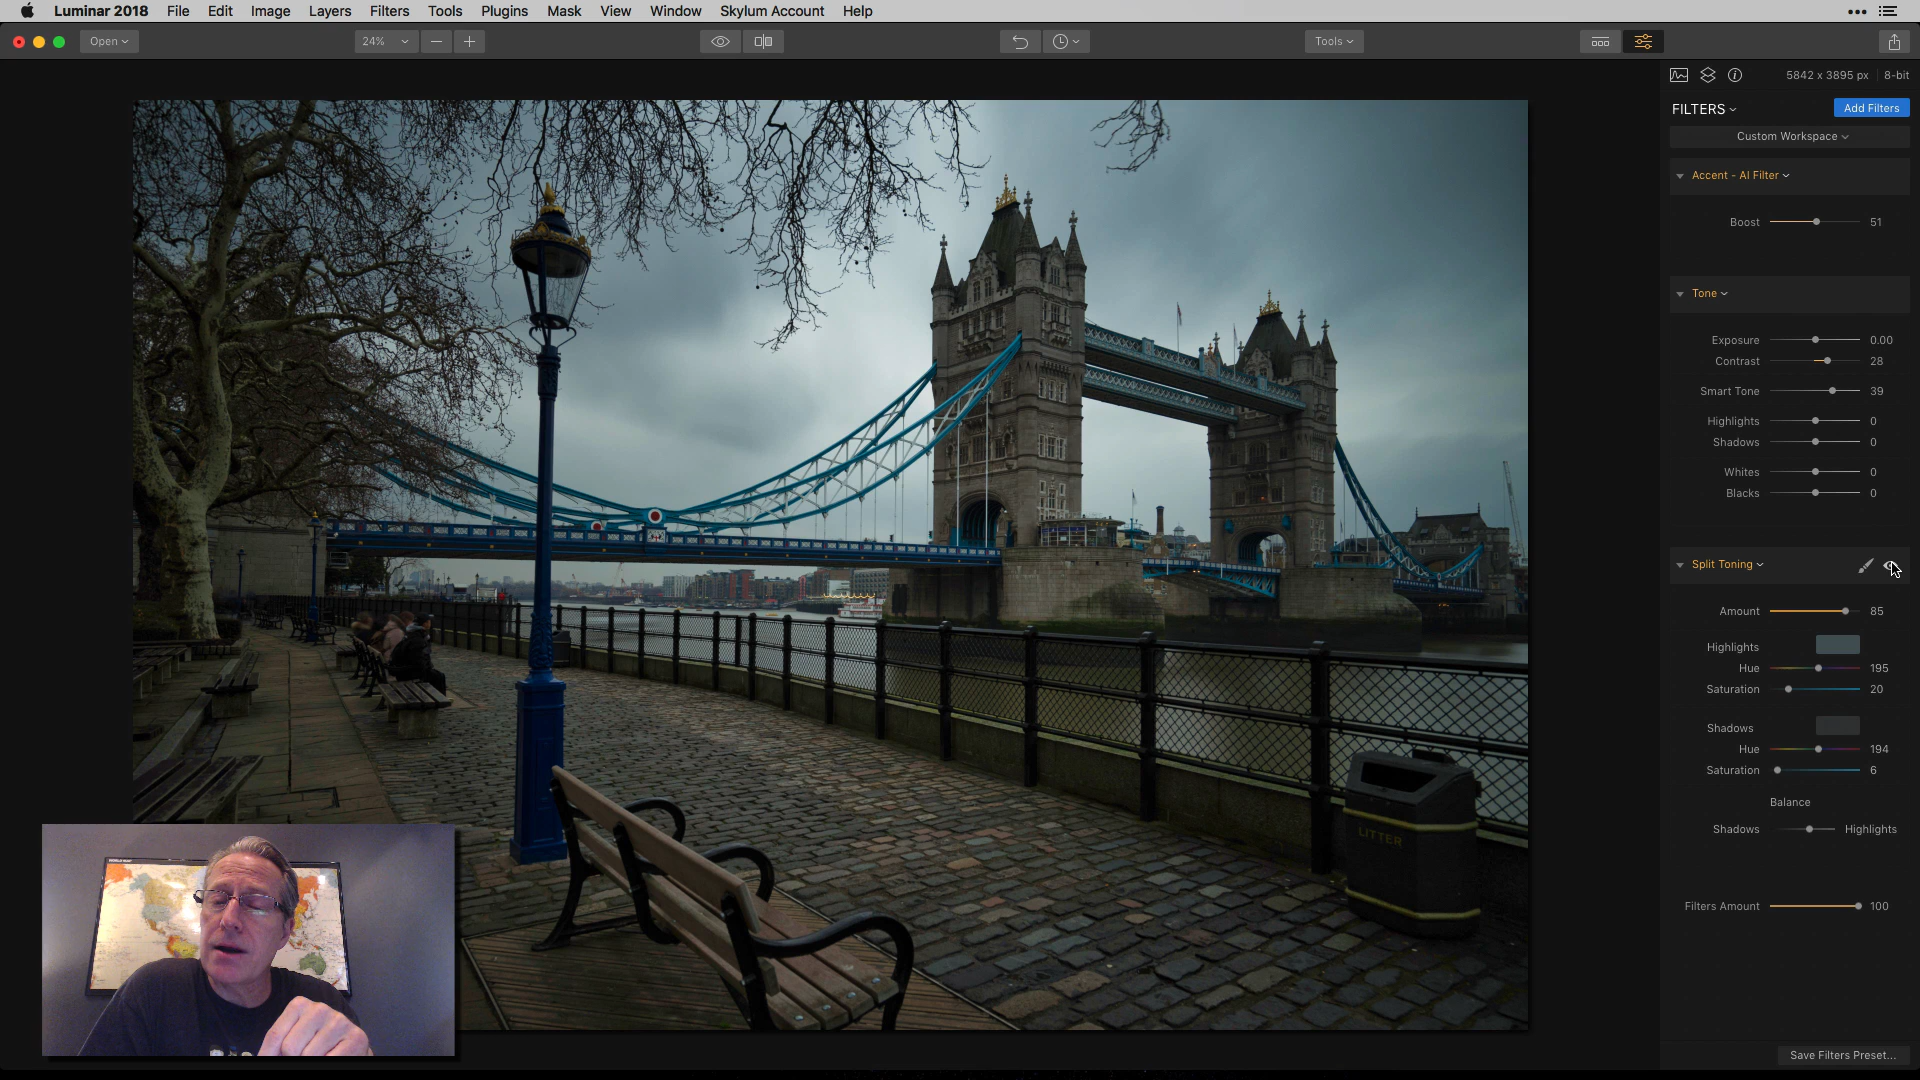 Luminar 2018 File Edit Image Layers Filters Tools Plugins Mask View Window Skylum Account Help
Open 24% Tools
5842 x 3895 px 8-bit
FILTERS Add Filters
Custom Workspace
Accent - AI Filter
Boost 51
Tone
Exposure 0.00
Contrast 28
Smart Tone 39
Highlights 0
Shadows 0
Whites 0
Blacks 0
Split Toning
Amount 85
Highlights
Hue 195
Saturation 20
Shadows
Hue 194
Saturation 6
Balance
Shadows Highlights
LITTER
Filters Amount 100
Save Filters Preset...